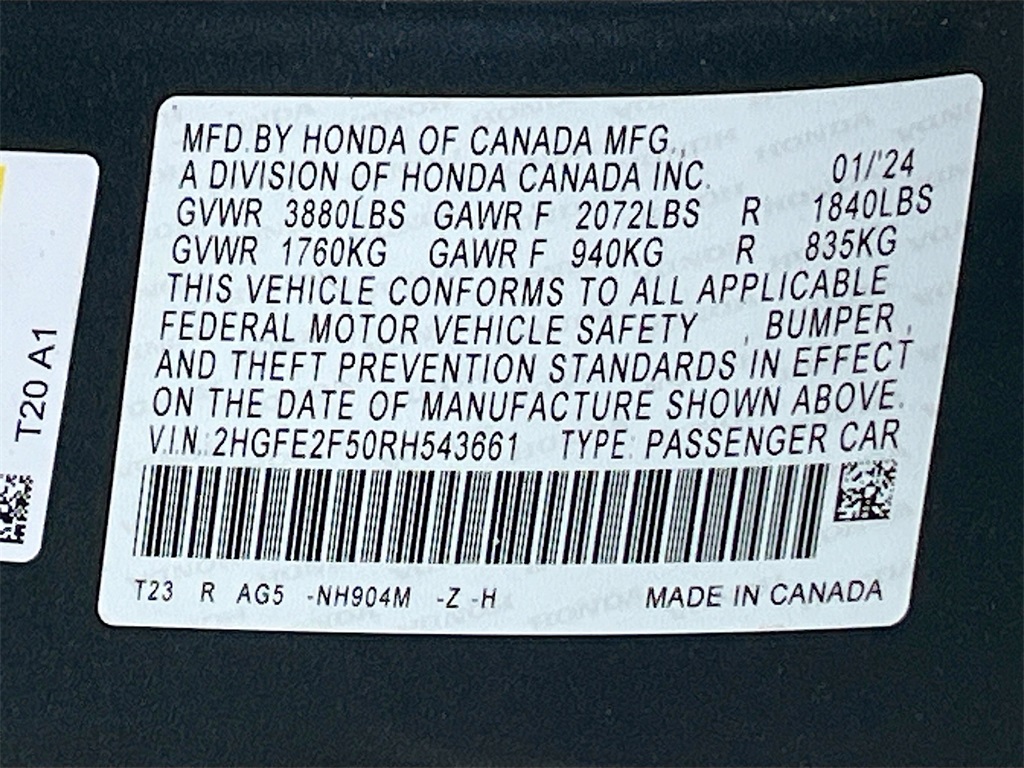 MFD.BY HONDA OF CANADA MFG.,
A DIVISION OF HONDA CANADA INC. 01/'24
GVWR 3880LBS GAWR F 2072LBS R 1840LBS
GVWR 1760KG GAWR F 940KG R 835KG
THIS VEHICLE CONFORMS TO ALL APPLICABLE
FEDERAL MOTOR VEHICLE SAFETY , BUMPER ,
AND THEFT PREVENTION STANDARDS IN EFFECT
ON THE DATE OF MANUFACTURE SHOWN ABOVE.
V.I.N.:2HGFE2F50RH543661 TYPE: PASSENGER CAR
T23 R AG5 -NH904M -Z -H MADE IN CANADA
T20 A1